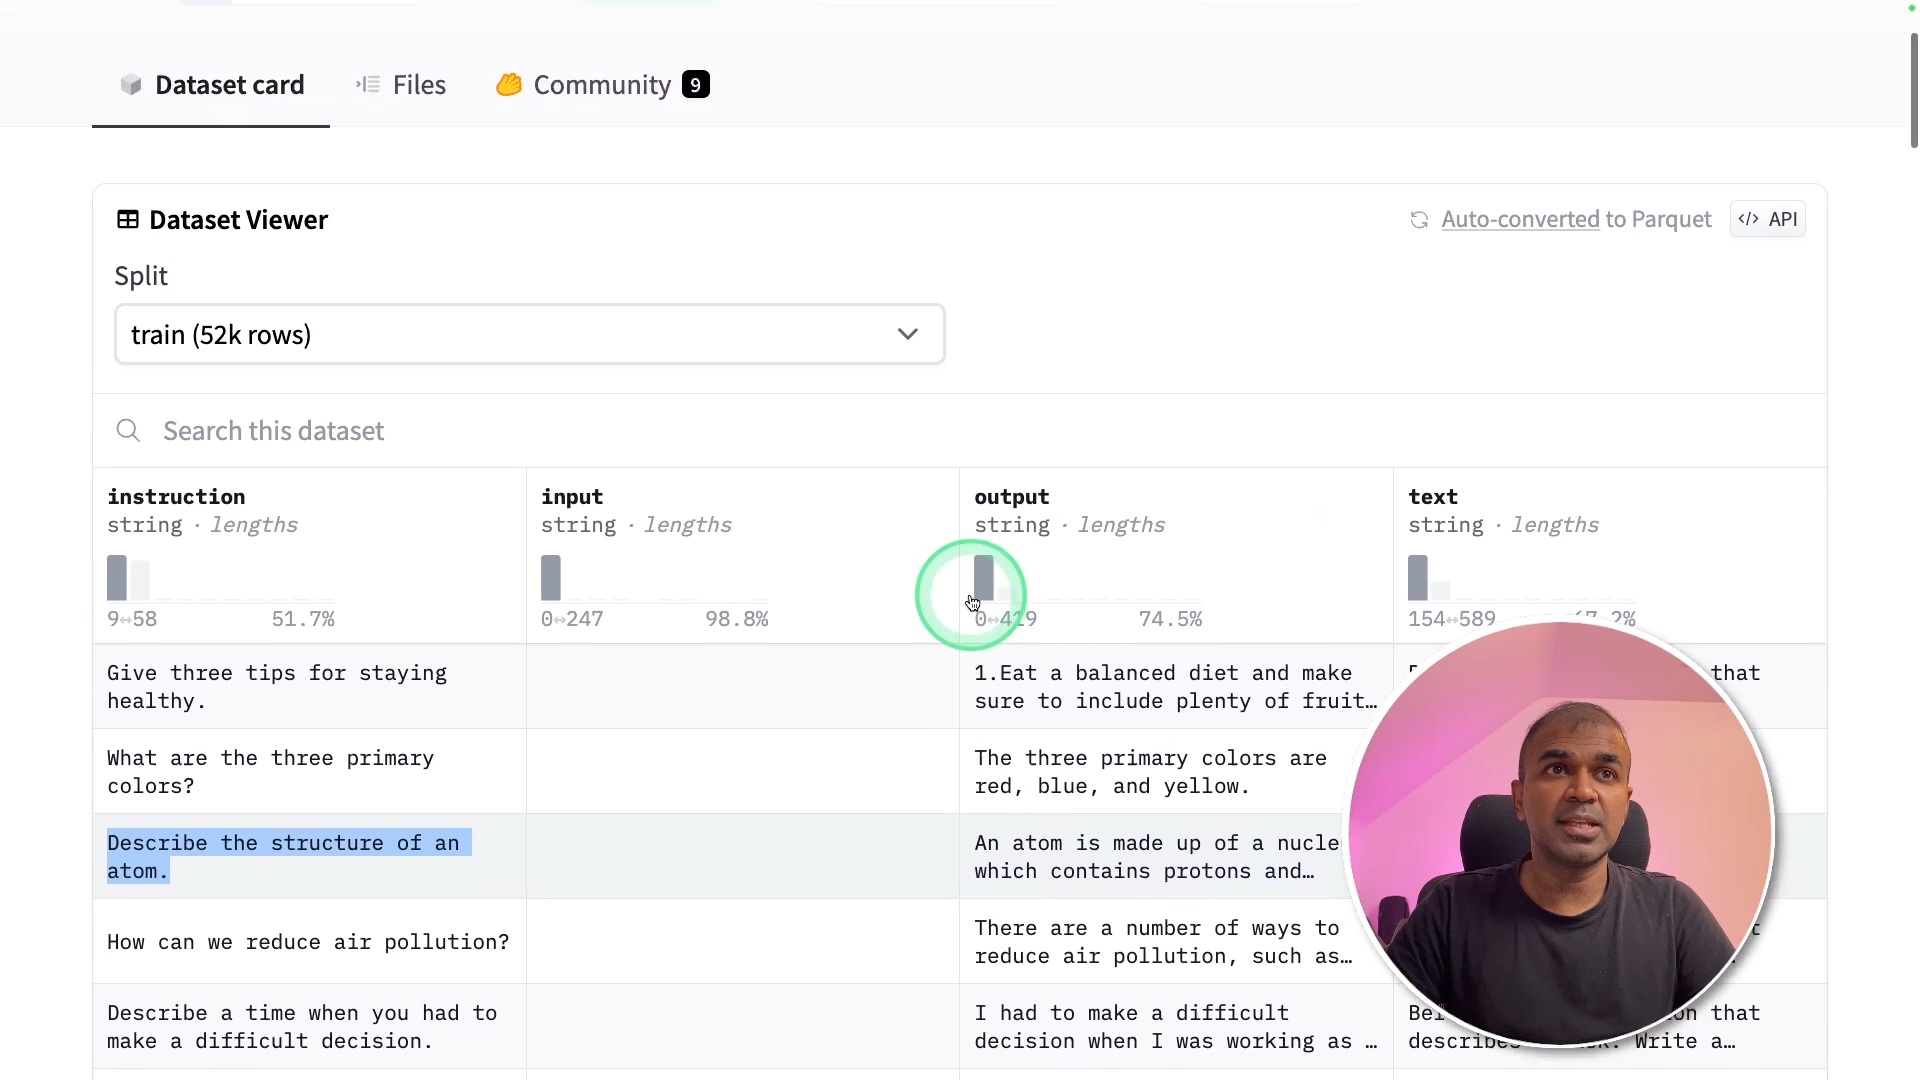 Dataset card
Files
Community 9
Dataset Viewer
Auto-converted to Parquet
</> API
Split
train (52k rows)
Search this dataset
instruction
string · lengths
9↔58 51.7%
input
string · lengths
0↔247 98.8%
output
string · lengths
0↔419 74.5%
text
string · lengths
154↔589
Give three tips for staying
healthy.
1.Eat a balanced diet and make
sure to include plenty of fruit…
that
What are the three primary
colors?
The three primary colors are
red, blue, and yellow.
Describe the structure of an
atom.
An atom is made up of a
which contains protons and…
How can we reduce air pollution?
There are a number of ways to
reduce air pollution, such as…
Describe a time when you had to
make a difficult decision.
I had to make a difficult
decision when I was working as …
that
describes Write a…